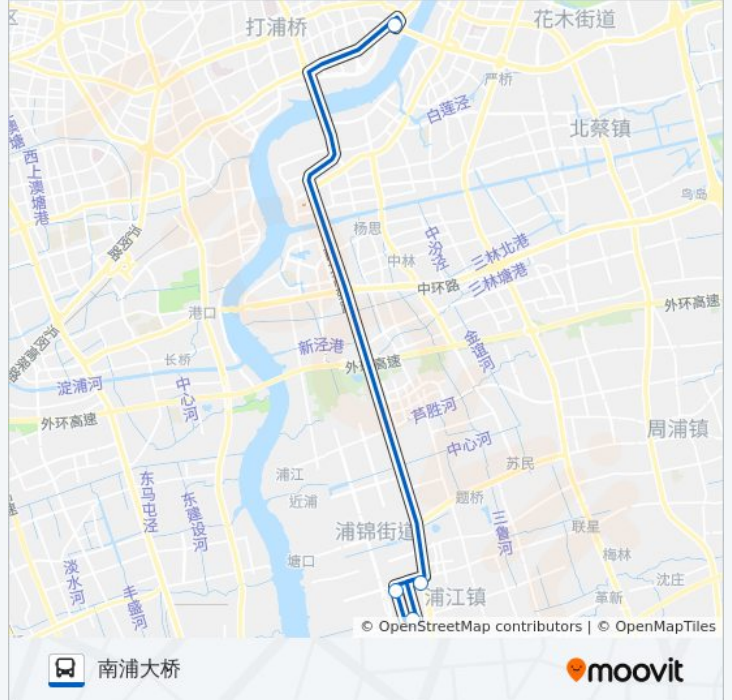 区
打浦桥
花木街道
严桥
白莲泾
北蔡镇
西上澳塘港
鸟岛
杨思
中汾泾
三林北港
中林
三林塘港
中环路
外环高速
港口
新泾港
金谊河
长桥
外环高速
淀浦河
中心河
芦胜河
外环高速
周浦镇
中心河
苏民
浦江
题桥
近浦
东马屯泾
东建设河
三鲁河
浦锦街道
联星
塘口
梅林
淡水河
沈庄
丰盛河
浦江镇
革新
© OpenStreetMap contributors | © OpenMapTiles
南浦大桥
moovit